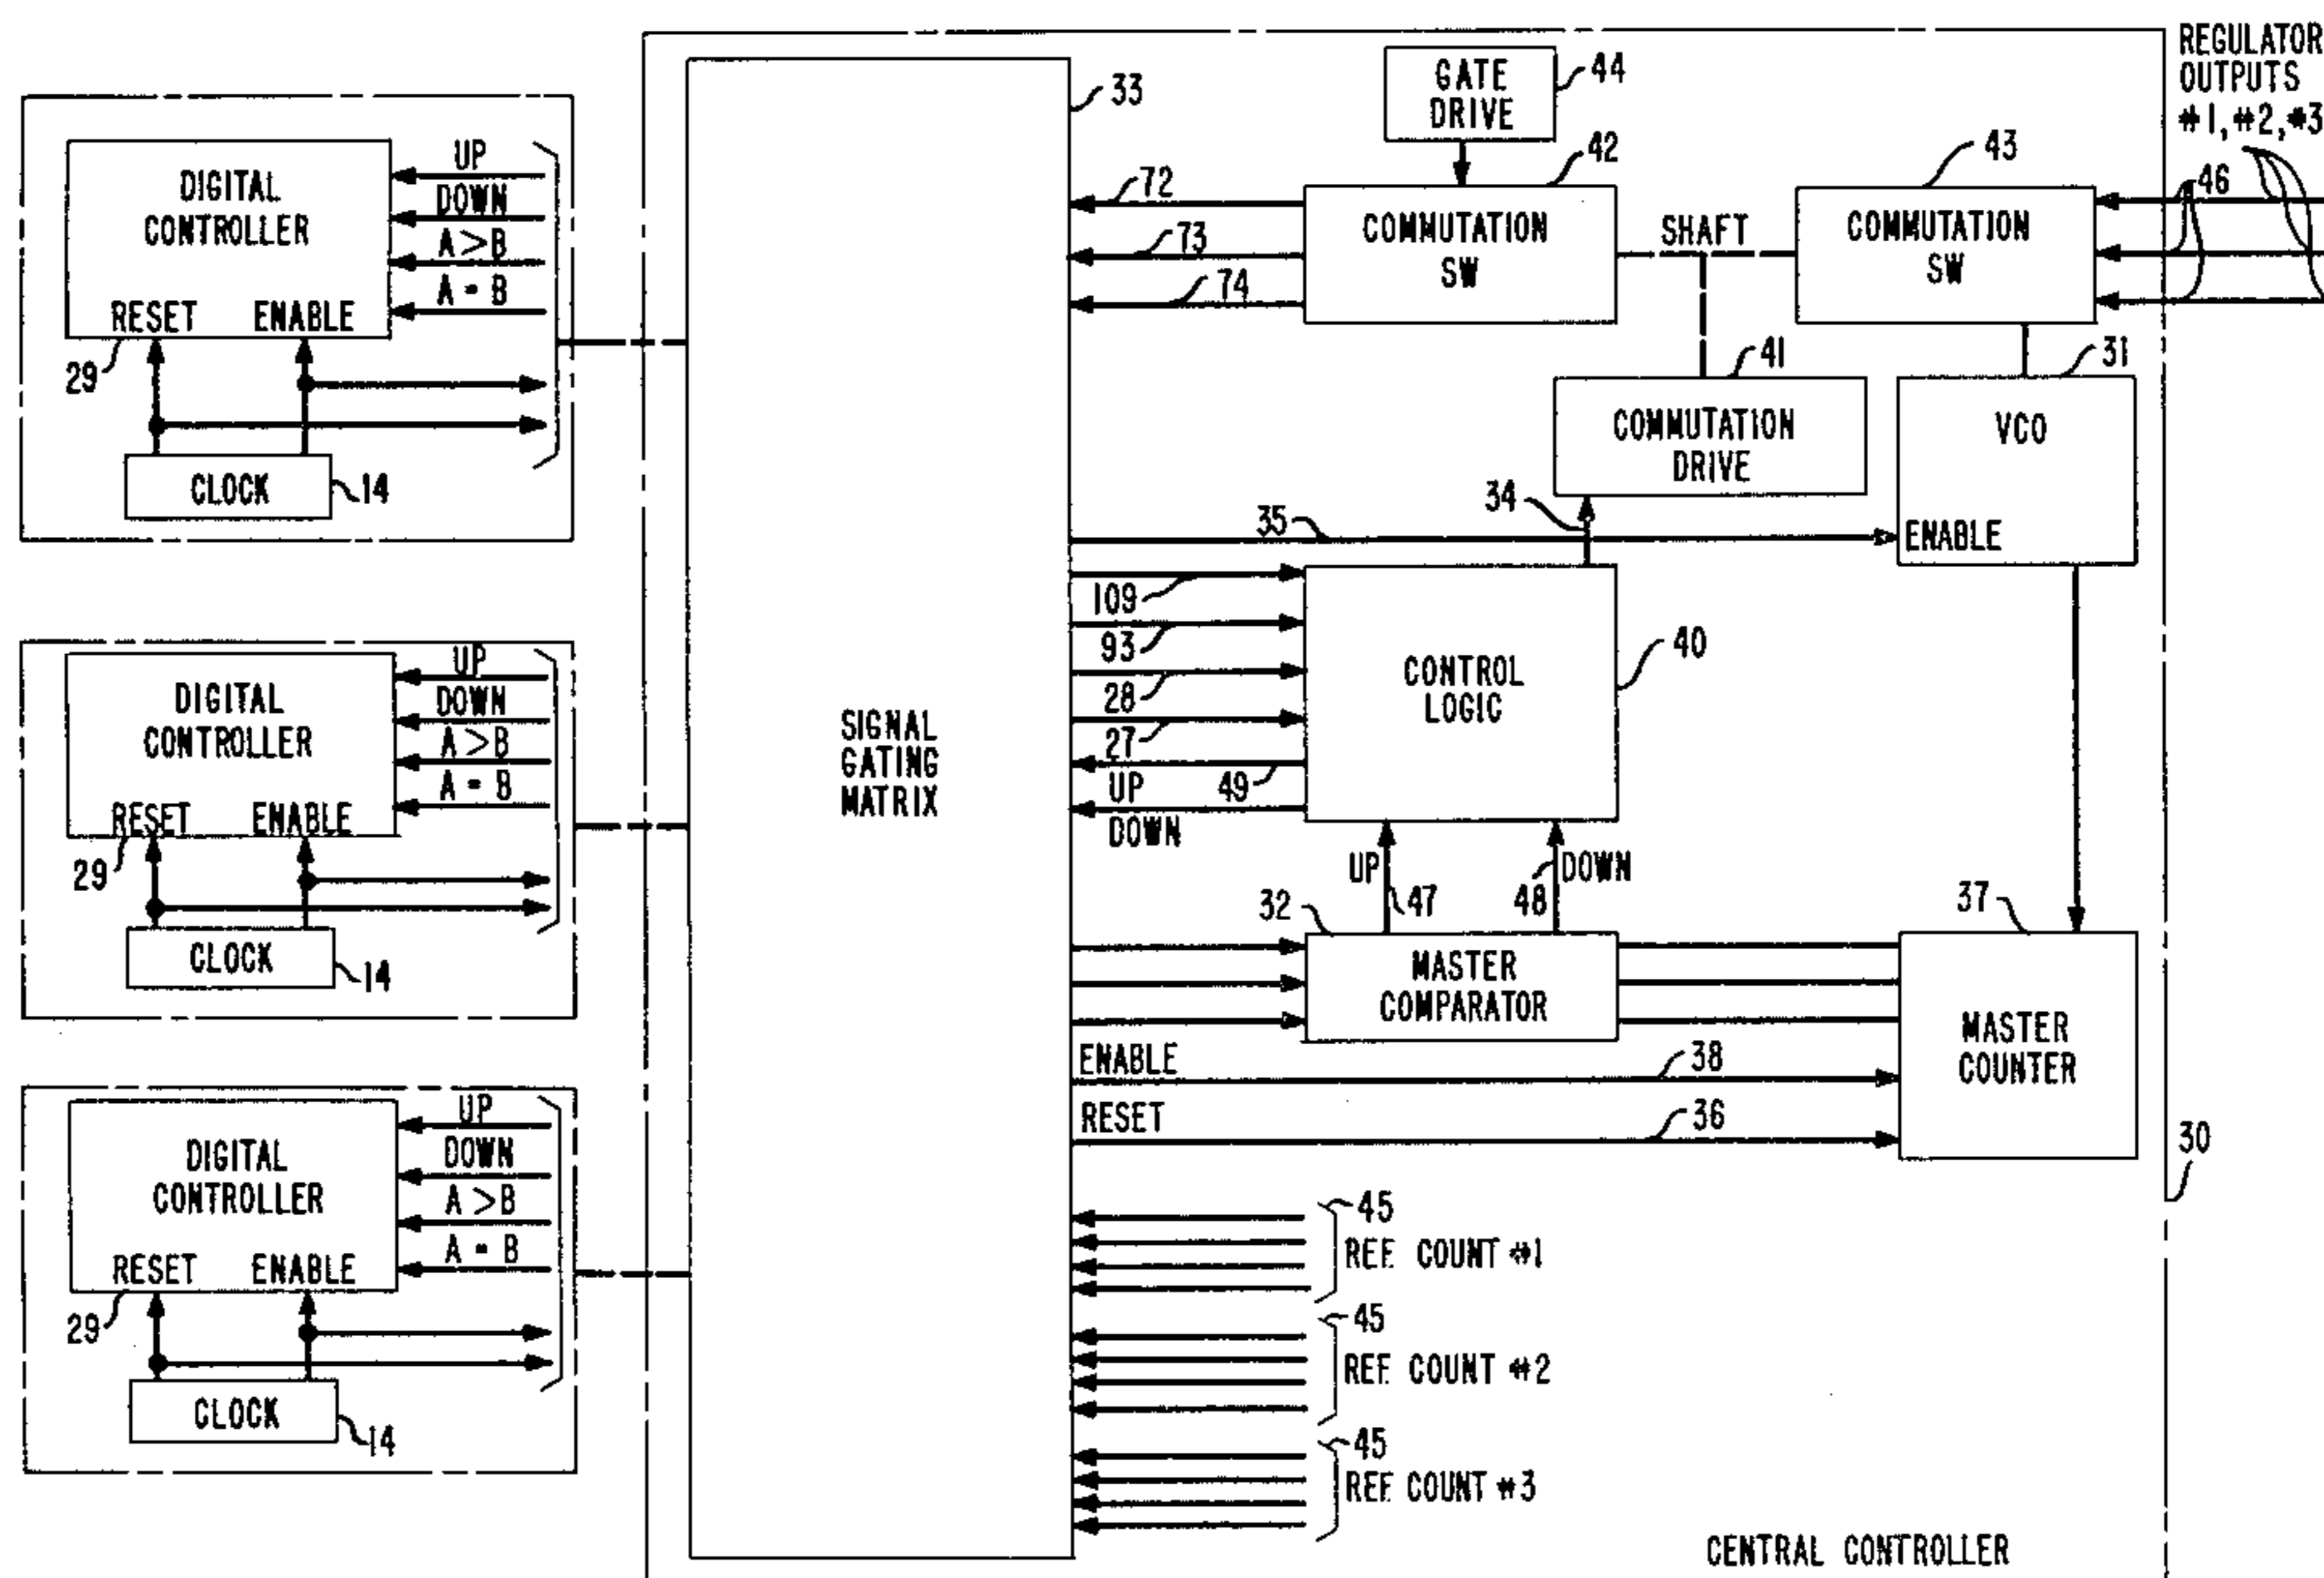 REGULATOR
OUTPUTS
#1, #2, #3
33
GATE
DRIVE
44
42
43
46
72
73
74
COMMUTATION
SW
SHAFT
COMMUTATION
SW
41
31
COMMUTATION
DRIVE
VCO
34
35
ENABLE
DIGITAL
CONTROLLER
UP
DOWN
A > B
A = B
RESET
ENABLE
29
CLOCK
14
DIGITAL
CONTROLLER
UP
DOWN
A > B
A = B
RESET
ENABLE
29
CLOCK
14
DIGITAL
CONTROLLER
UP
DOWN
A > B
A = B
RESET
ENABLE
29
CLOCK
14
SIGNAL
GATING
MATRIX
109
93
28
27
49
UP
DOWN
CONTROL
LOGIC
40
UP
47
48
DOWN
32
37
MASTER
COMPARATOR
MASTER
COUNTER
ENABLE
38
RESET
36
30
45
REF. COUNT #1
45
REF. COUNT #2
45
REF. COUNT #3
CENTRAL CONTROLLER